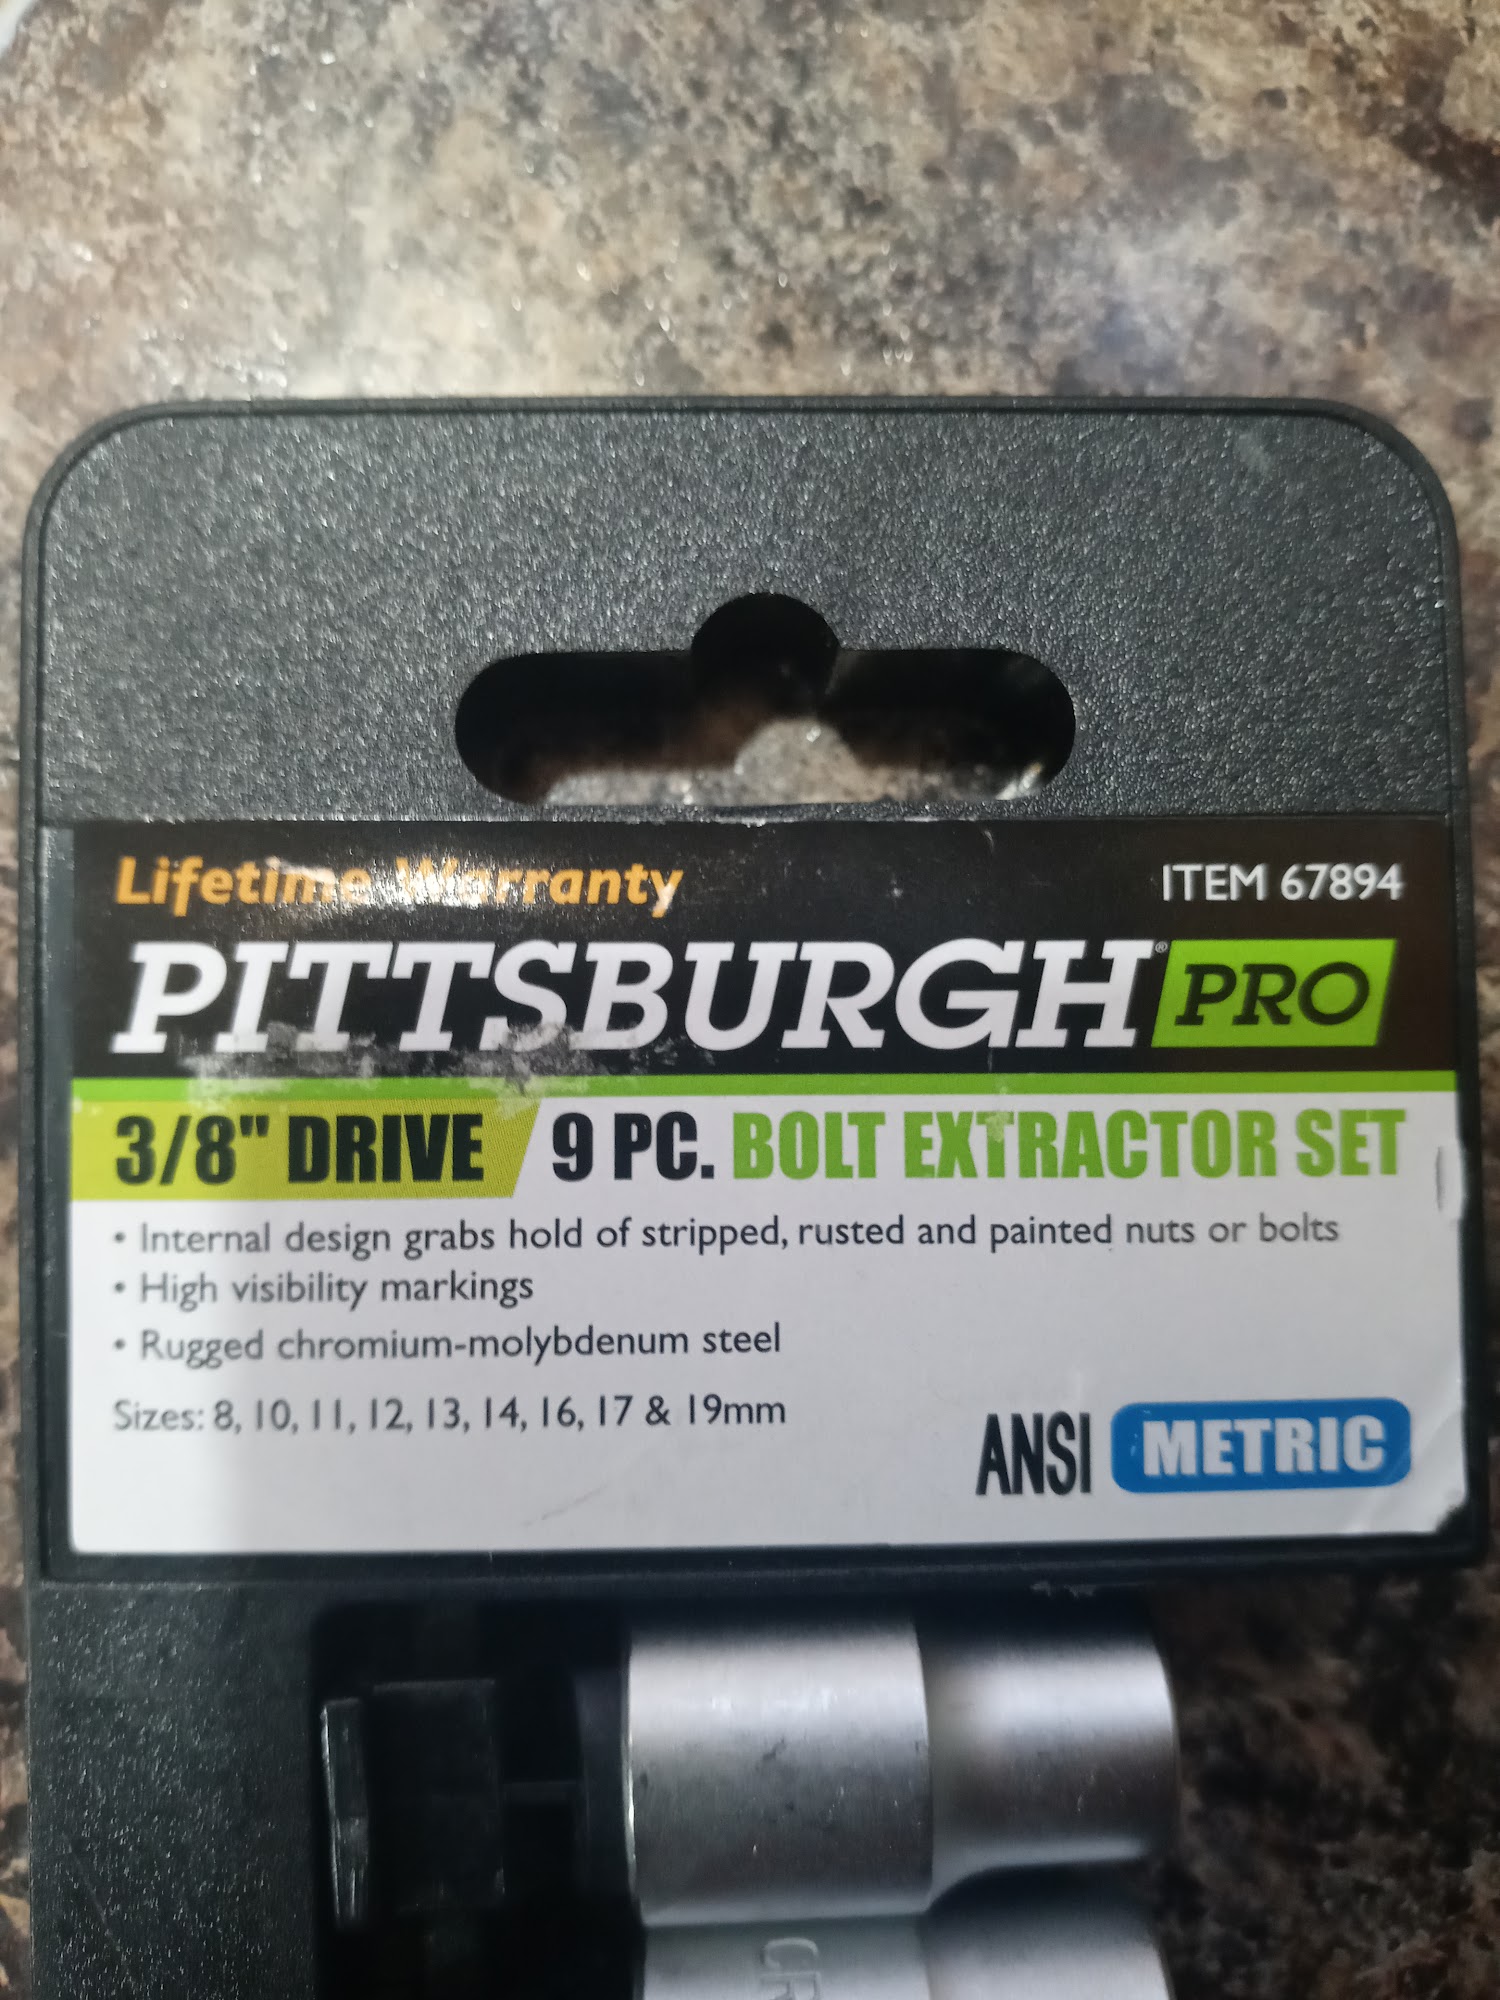 Lifetime Warranty
ITEM 67894
PITTSBURGH® PRO
3/8" DRIVE 9 PC. BOLT EXTRACTOR SET
• Internal design grabs hold of stripped, rusted and painted nuts or bolts
• High visibility markings
• Rugged chromium-molybdenum steel
Sizes: 8, 10, 11, 12, 13, 14, 16, 17 & 19mm
ANSI METRIC